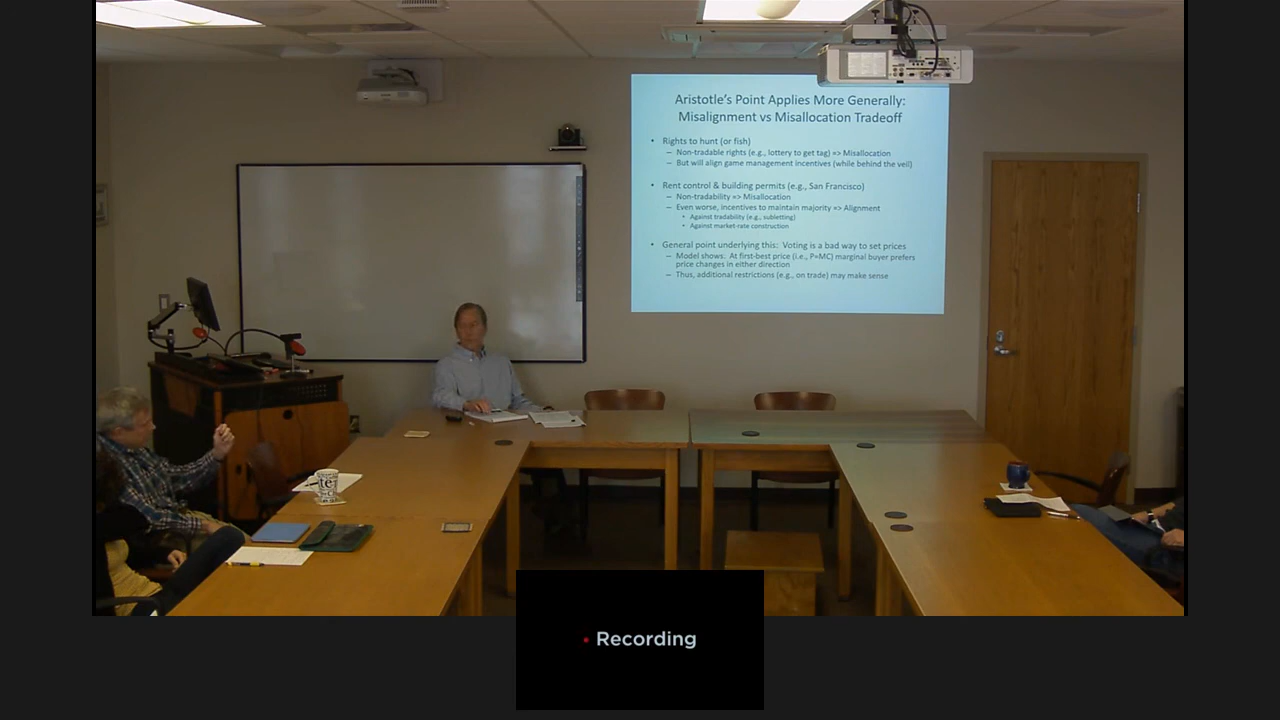 Aristotle's Point Applies More Generally:
Misalignment vs Misallocation Tradeoff
• Rights to hunt (or fish)
– Non-tradable rights (e.g., lottery to get tag) => Misallocation
– But will align game management incentives (while behind the veil)
• Rent control & building permits (e.g., San Francisco)
– Non-tradability => Misallocation
– Even worse, incentives to maintain majority => Alignment
• Against tradability (e.g., subletting)
• Against market-rate construction
• General point underlying this: Voting is a bad way to set prices
– Model shows: At first-best price (i.e., P=MC) marginal buyer prefers
price changes in either direction
– Thus, additional restrictions (e.g., on trade) may make sense
te
Recording